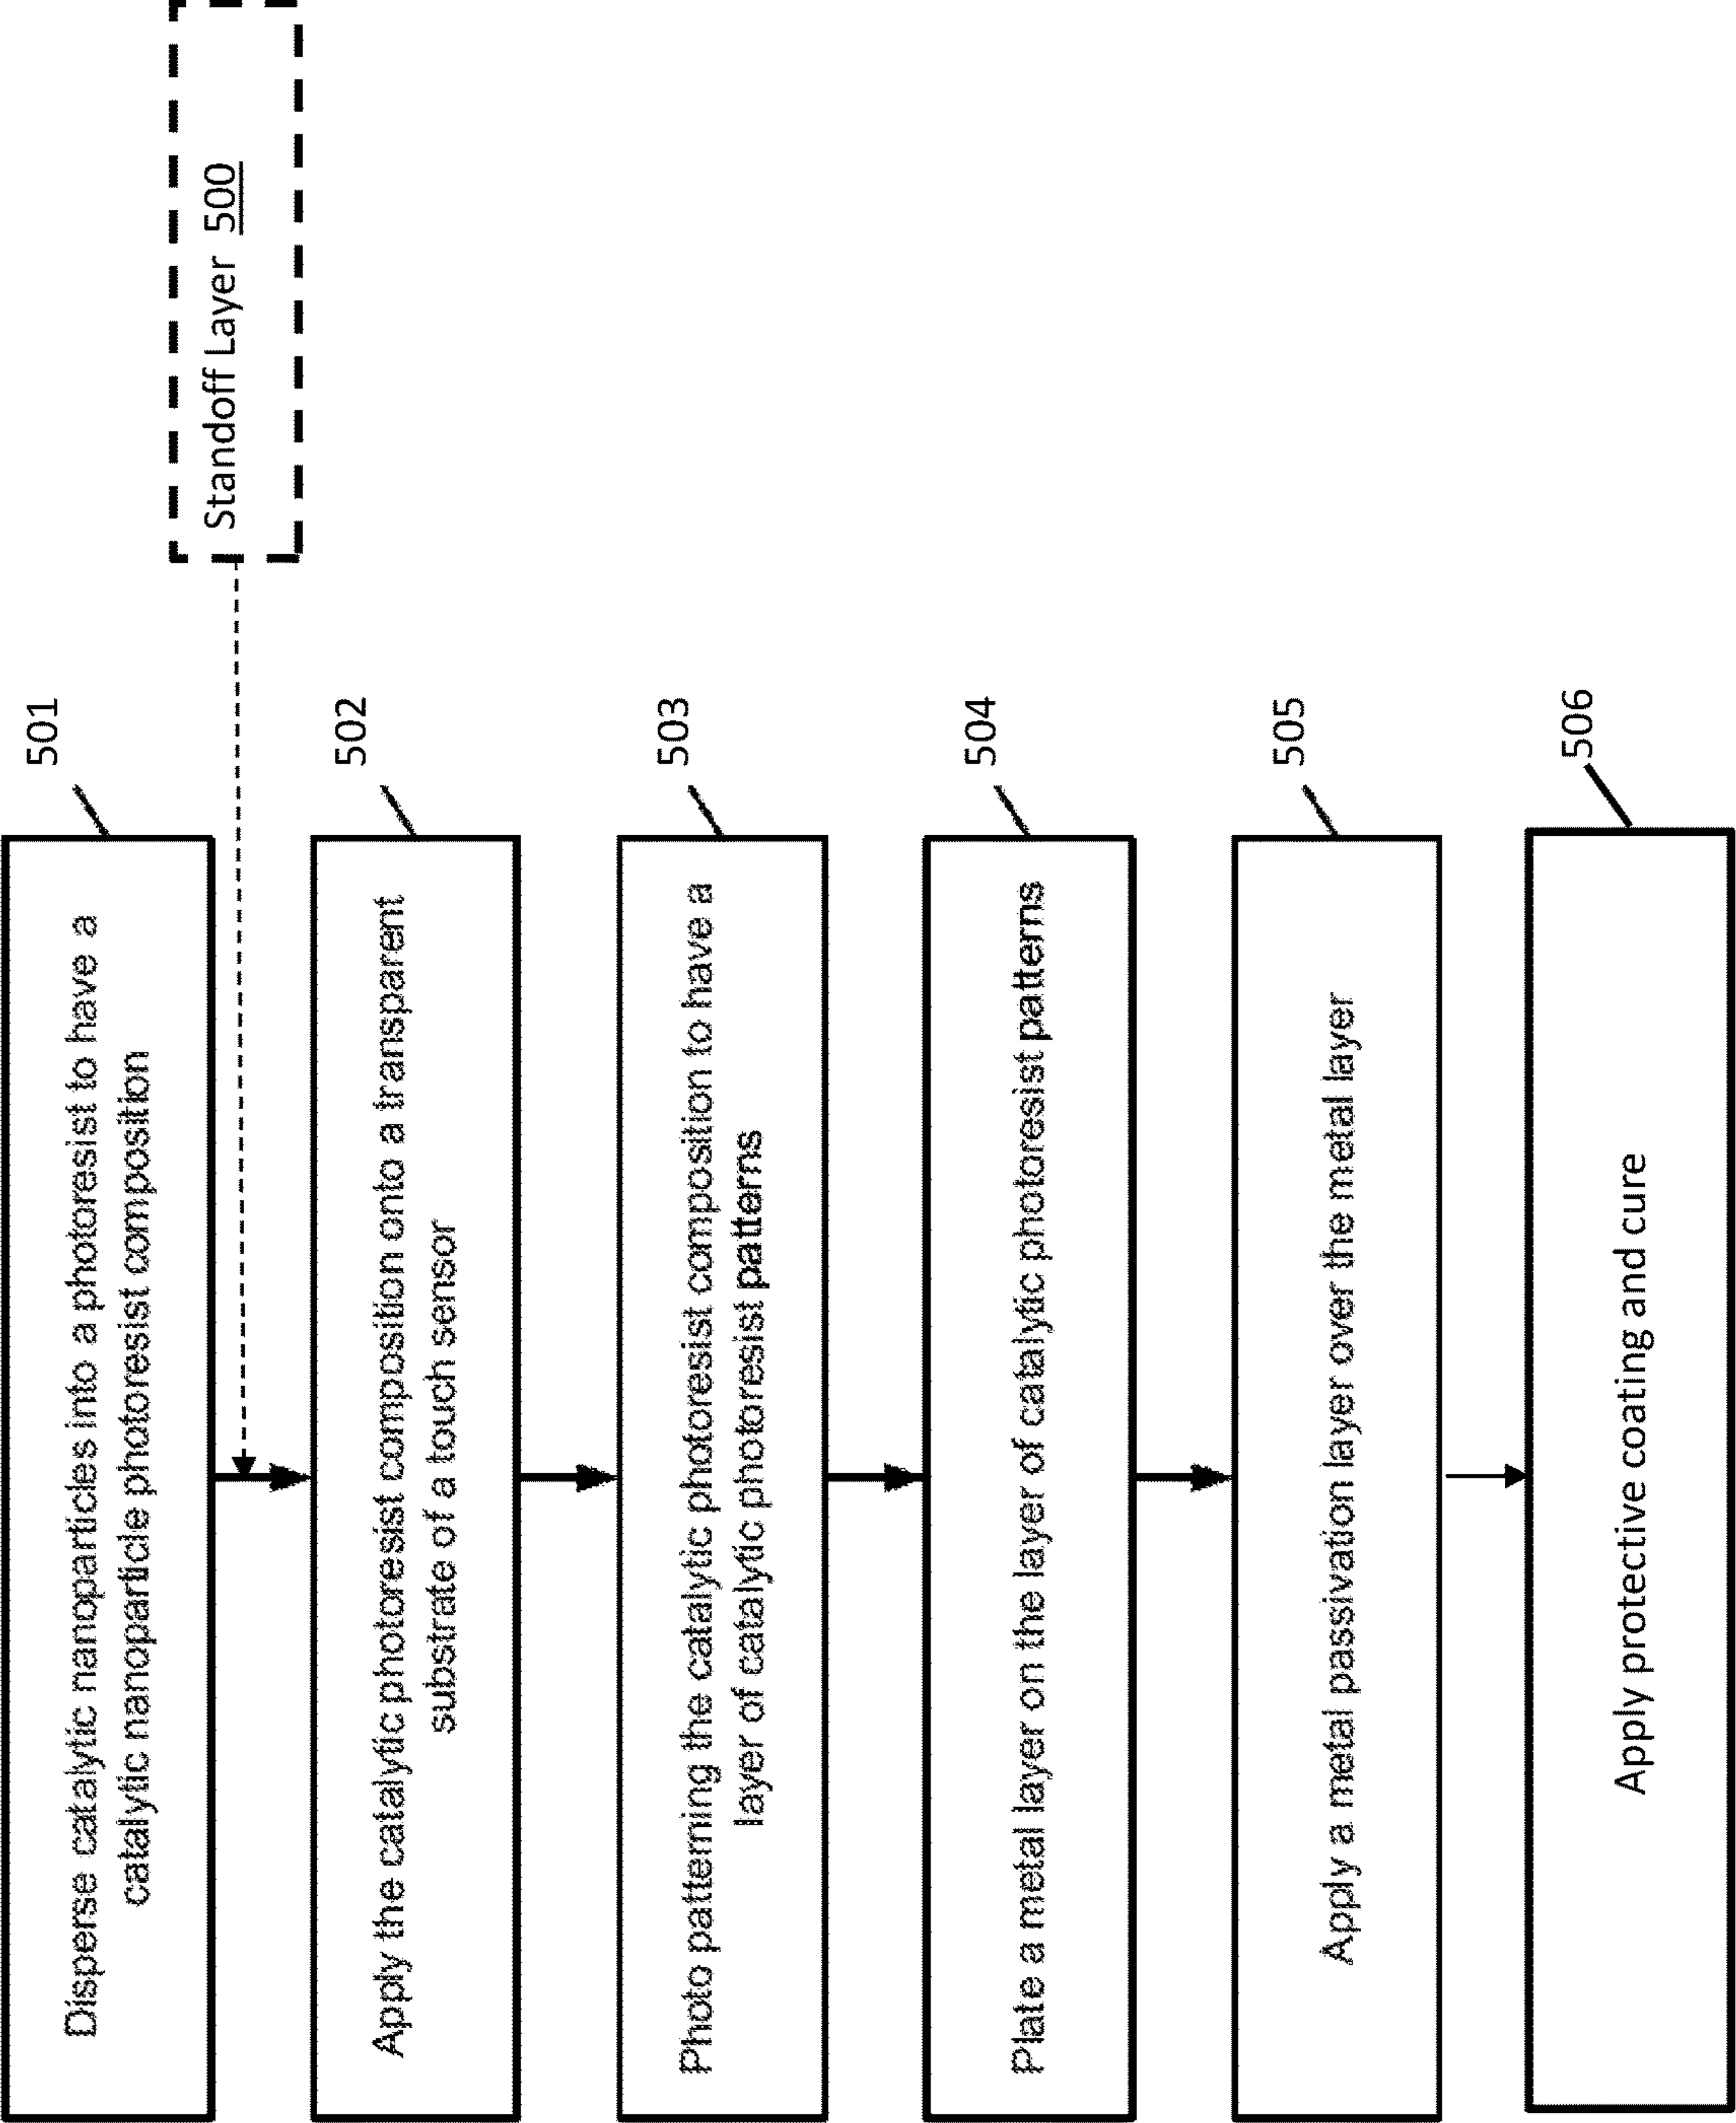 501
Disperse catalytic nanoparticles into a photoresist to have a
catalytic nanoparticle photoresist composition
Standoff Layer 500
502
Apply the catalytic photoresist composition onto a transparent
substrate of a touch sensor
503
Photo patterning the catalytic photoresist composition to have a
layer of catalytic photoresist patterns
504
Plate a metal layer on the layer of catalytic photoresist patterns
505
Apply a metal passivation layer over the metal layer
506
Apply protective coating and cure